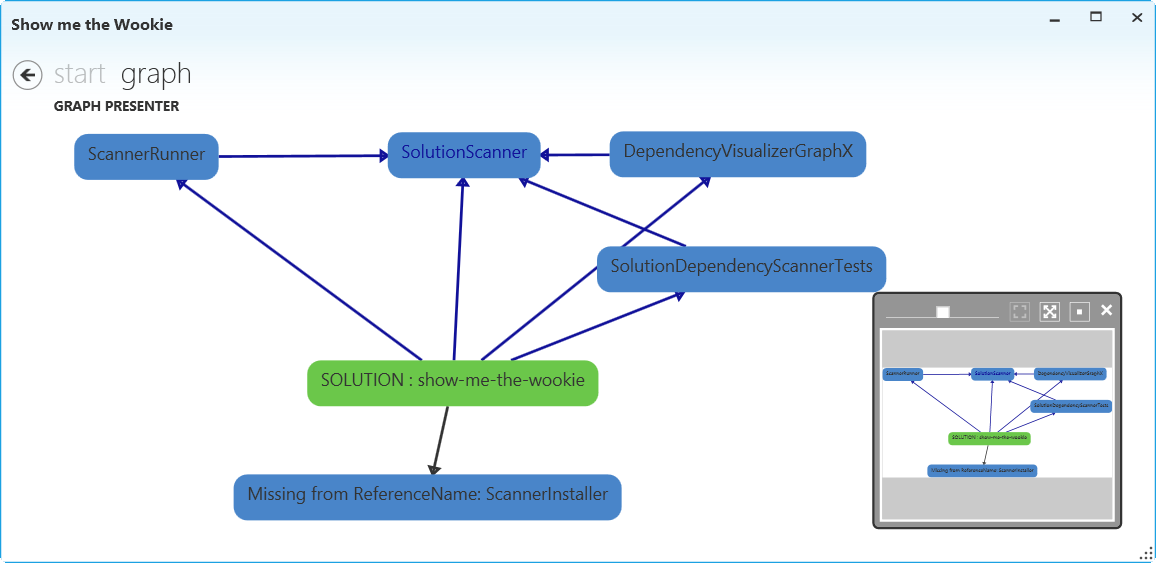 Show me the Wookie
start graph
GRAPH PRESENTER
ScannerRunner
SolutionScanner
DependencyVisualizerGraphX
SolutionDependencyScannerTests
SOLUTION : show-me-the-wookie
Missing from ReferenceName: ScannerInstaller
ScannerRunner
SolutionScanner
DependencyVisualizerGraphX
SolutionDependencyScannerTests
SOLUTION : show-me-the-wookie
Missing from ReferenceName: ScannerInstaller